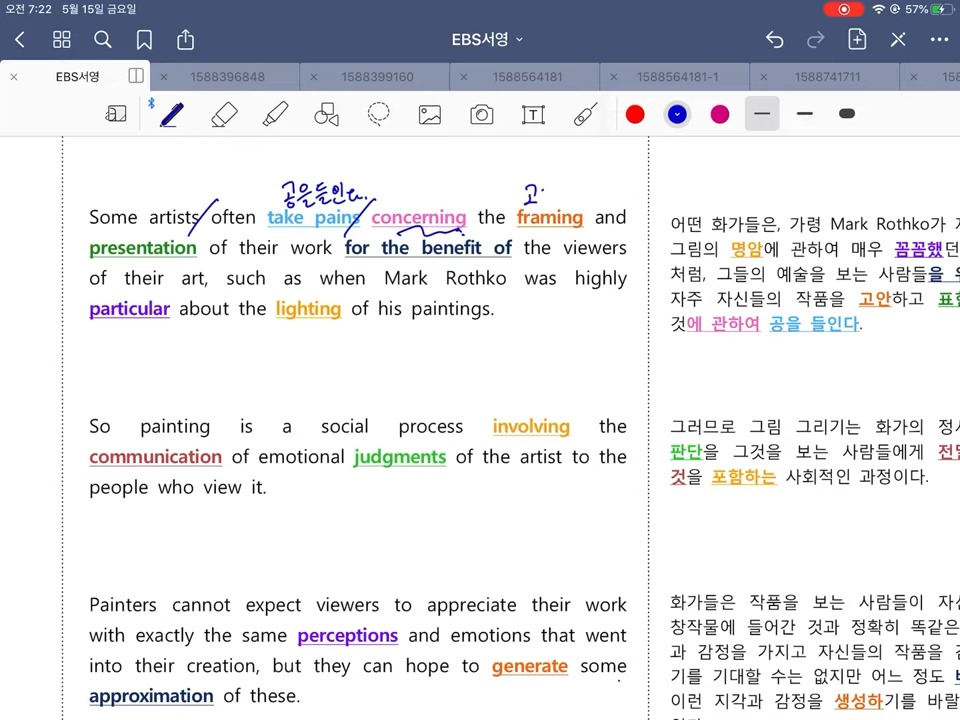 오전 7:22 5월 15일 금요일
57%
EBS서영
EBS서영 1588396848 1588399160 1588564181 1588564181-1 1588741711
공을들인다. 고
Some artists often take pains concerning the framing and
presentation of their work for the benefit of the viewers
of their art, such as when Mark Rothko was highly
particular about the lighting of his paintings.
어떤 화가들은, 가령 Mark Rothko가
그림의 명암에 관하여 매우 꼼꼼했던
처럼, 그들의 예술을 보는 사람들을
자주 자신들의 작품을 고안하고
것에 관하여 공을 들인다.
So painting is a social process involving the
communication of emotional judgments of the artist to the
people who view it.
그러므로 그림 그리기는 화가의
판단을 그것을 보는 사람들에게
것을 포함하는 사회적인 과정이다.
Painters cannot expect viewers to appreciate their work
with exactly the same perceptions and emotions that went
into their creation, but they can hope to generate some
approximation of these.
화가들은 작품을 보는 사람들이
창작물에 들어간 것과 정확히 똑같은
과 감정을 가지고 자신들의 작품을
기를 기대할 수는 없지만 어느 정도
이런 지각과 감정을 생성하기를